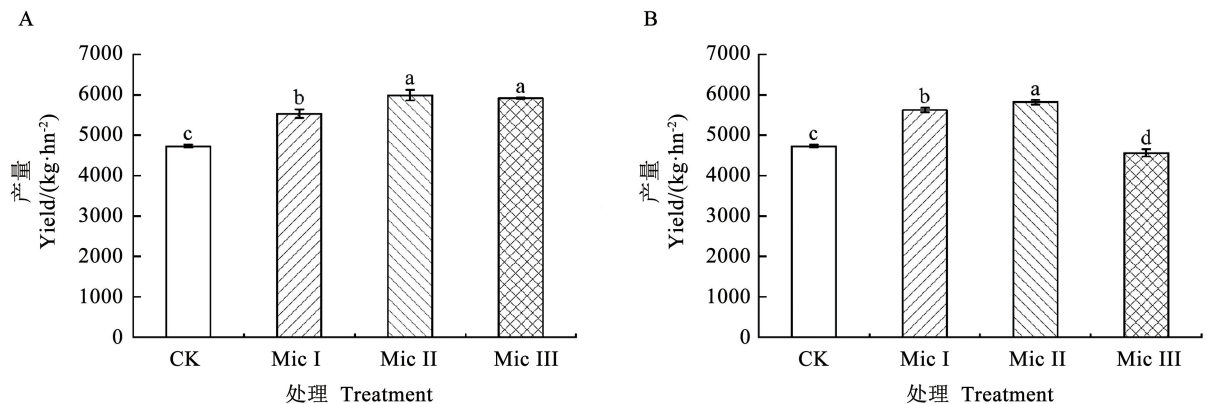 A
产量
Yield/(kg·hn⁻²)
7000
6000
5000
4000
3000
2000
1000
0
c
b
a
a
CK Mic I Mic II Mic III
处理 Treatment
B
产量
Yield/(kg·hn⁻²)
7000
6000
5000
4000
3000
2000
1000
0
c
b
a
d
CK Mic I Mic II Mic III
处理 Treatment